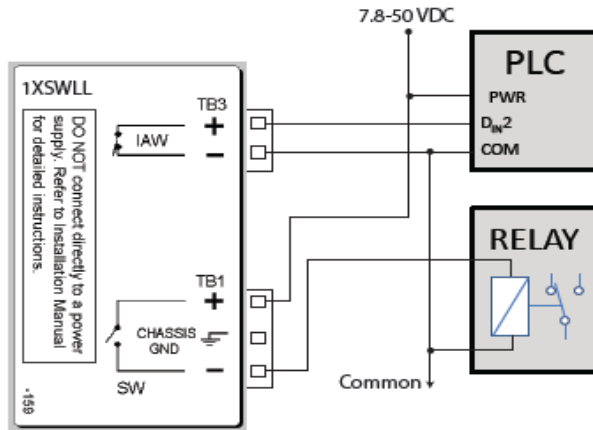 7.8-50 VDC
1XSWLL
DO NOT connect directly to a power
supply. Refer to Installation Manual
for detailed instructions.
-159
TB3
+
IAW
-
TB1
+
CHASSIS
GND
-
SW
PLC
PWR
DIN2
COM
RELAY
Common